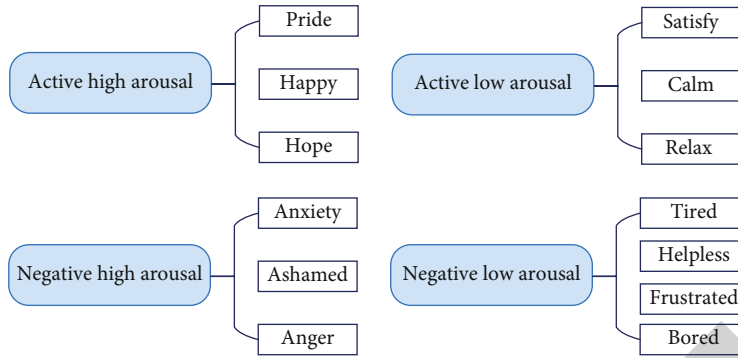 Active high arousal
Pride
Happy
Hope
Active low arousal
Satisfy
Calm
Relax
Negative high arousal
Anxiety
Ashamed
Anger
Negative low arousal
Tired
Helpless
Frustrated
Bored